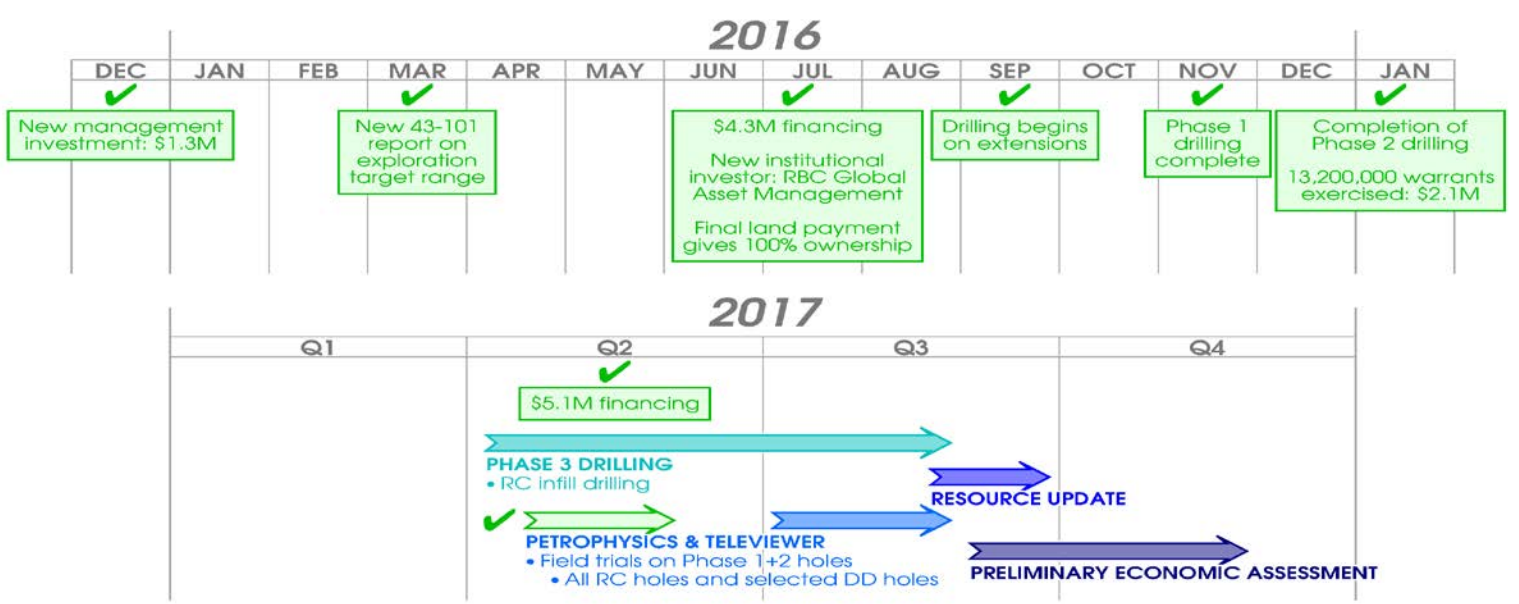 2016
DEC JAN FEB MAR APR MAY JUN JUL AUG SEP OCT NOV DEC JAN
New management
investment: $1.3M
New 43-101
report on
exploration
target range
$4.3M financing
New institutional
investor: RBC Global
Asset Management
Final land payment
gives 100% ownership
Drilling begins
on extensions
Phase 1
drilling
complete
Completion of
Phase 2 drilling
13,200,000 warrants
exercised: $2.1M
2017
Q1 Q2 Q3 Q4
$5.1M financing
PHASE 3 DRILLING
• RC infill drilling
RESOURCE UPDATE
PETROPHYSICS & TELEVIEWER
• Field trials on Phase 1+2 holes
• All RC holes and selected DD holes
PRELIMINARY ECONOMIC ASSESSMENT